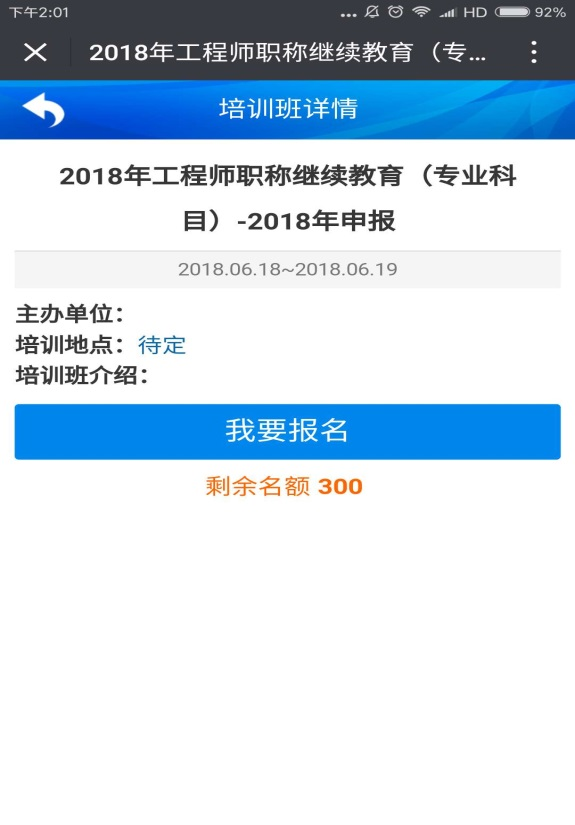 下午2:01 ... HD 92%
2018年工程师职称继续教育（专...
培训班详情
2018年工程师职称继续教育（专业科
目）-2018年申报
2018.06.18~2018.06.19
主办单位：
培训地点：待定
培训班介绍：
我要报名
剩余名额 300